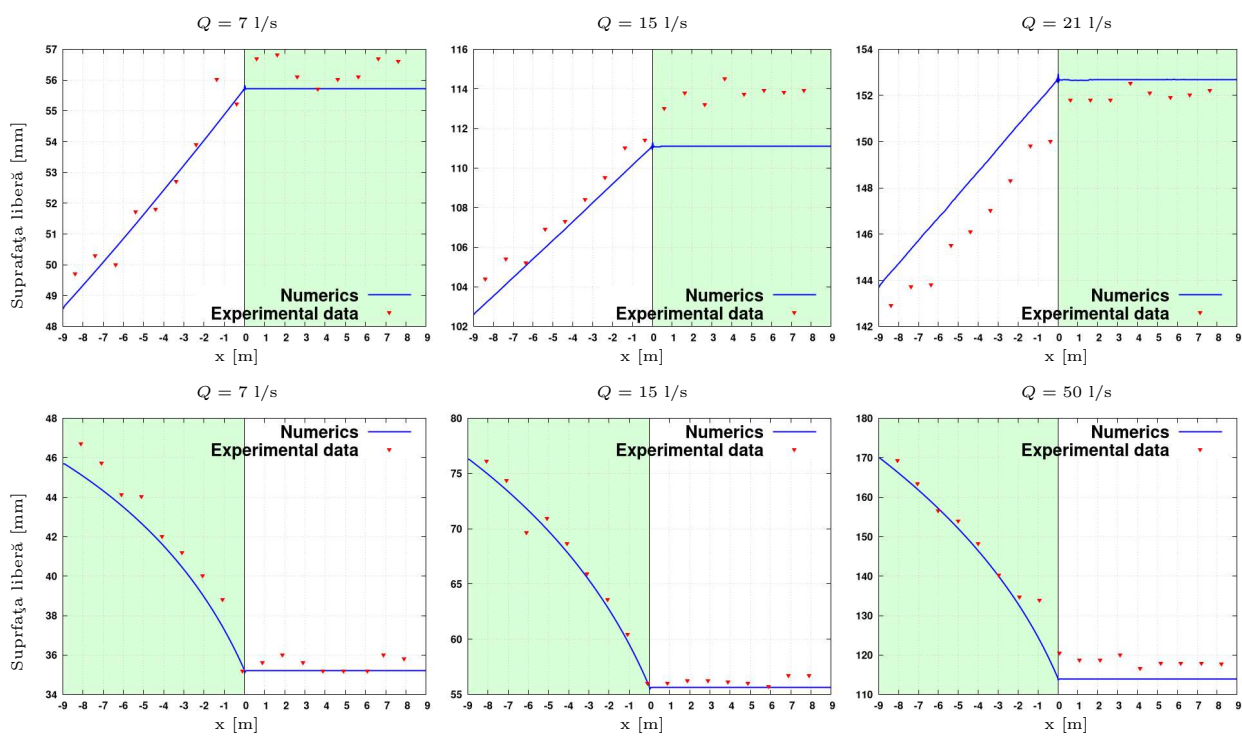 Q = 7 l/s
Q = 15 l/s
Q = 21 l/s
Suprafaţa liberă [mm]
57
56
55
54
53
52
51
50
49
48
Numerics
Experimental data
-9 -8 -7 -6 -5 -4 -3 -2 -1 0 1 2 3 4 5 6 7 8 9
x [m]
116
114
112
110
108
106
104
102
Numerics
Experimental data
-9 -8 -7 -6 -5 -4 -3 -2 -1 0 1 2 3 4 5 6 7 8 9
x [m]
154
152
150
148
146
144
142
Numerics
Experimental data
-9 -8 -7 -6 -5 -4 -3 -2 -1 0 1 2 3 4 5 6 7 8 9
x [m]
Q = 7 l/s
Q = 15 l/s
Q = 50 l/s
Suprfaţa liberă [mm]
48
46
44
42
40
38
36
34
Numerics
Experimental data
-9 -8 -7 -6 -5 -4 -3 -2 -1 0 1 2 3 4 5 6 7 8 9
x [m]
80
75
70
65
60
55
Numerics
Experimental data
-9 -8 -7 -6 -5 -4 -3 -2 -1 0 1 2 3 4 5 6 7 8 9
x [m]
180
170
160
150
140
130
120
110
Numerics
Experimental data
-9 -8 -7 -6 -5 -4 -3 -2 -1 0 1 2 3 4 5 6 7 8 9
x [m]